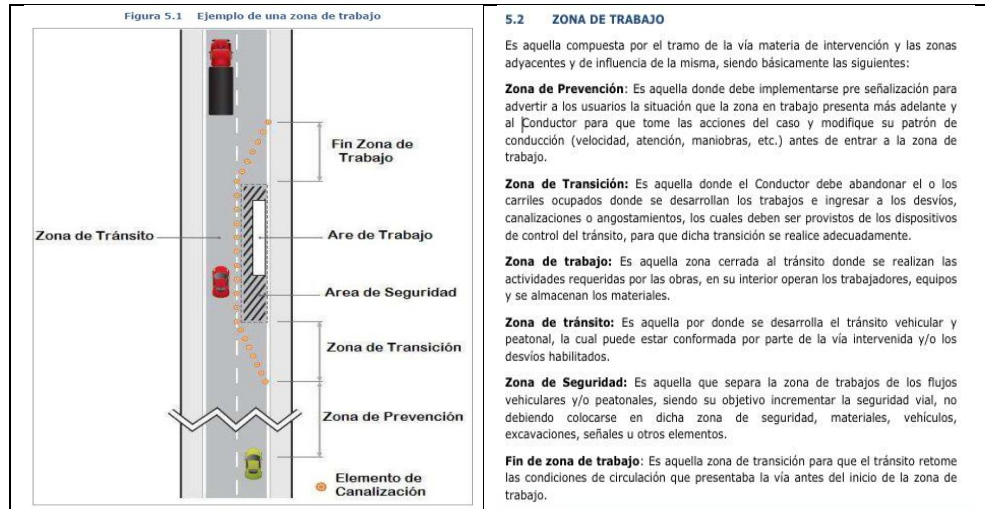 Figura 5.1 Ejemplo de una zona de trabajo
Fin Zona de
Trabajo
Zona de Tránsito
Are de Trabajo
Area de Seguridad
Zona de Transición
Zona de Prevención
Elemento de
Canalización
5.2 ZONA DE TRABAJO
Es aquella compuesta por el tramo de la vía materia de intervención y las zonas
adyacentes y de influencia de la misma, siendo básicamente las siguientes:
Zona de Prevención: Es aquella donde debe implementarse pre señalización para
advertir a los usuarios la situación que la zona en trabajo presenta más adelante y
al Conductor para que tome las acciones del caso y modifique su patrón de
conducción (velocidad, atención, maniobras, etc.) antes de entrar a la zona de
trabajo.
Zona de Transición: Es aquella donde el Conductor debe abandonar el o los
carriles ocupados donde se desarrollan los trabajos e ingresar a los desvíos,
canalizaciones o angostamientos, los cuales deben ser provistos de los dispositivos
de control del tránsito, para que dicha transición se realice adecuadamente.
Zona de trabajo: Es aquella zona cerrada al tránsito donde se realizan las
actividades requeridas por las obras, en su interior operan los trabajadores, equipos
y se almacenan los materiales.
Zona de tránsito: Es aquella por donde se desarrolla el tránsito vehicular y
peatonal, la cual puede estar conformada por parte de la vía intervenida y/o los
desvíos habilitados.
Zona de Seguridad: Es aquella que separa la zona de trabajos de los flujos
vehiculares y/o peatonales, siendo su objetivo incrementar la seguridad vial, no
debiendo colocarse en dicha zona de seguridad, materiales, vehículos,
excavaciones, señales u otros elementos.
Fin de zona de trabajo: Es aquella zona de transición para que el tránsito retome
las condiciones de circulación que presentaba la vía antes del inicio de la zona de
trabajo.